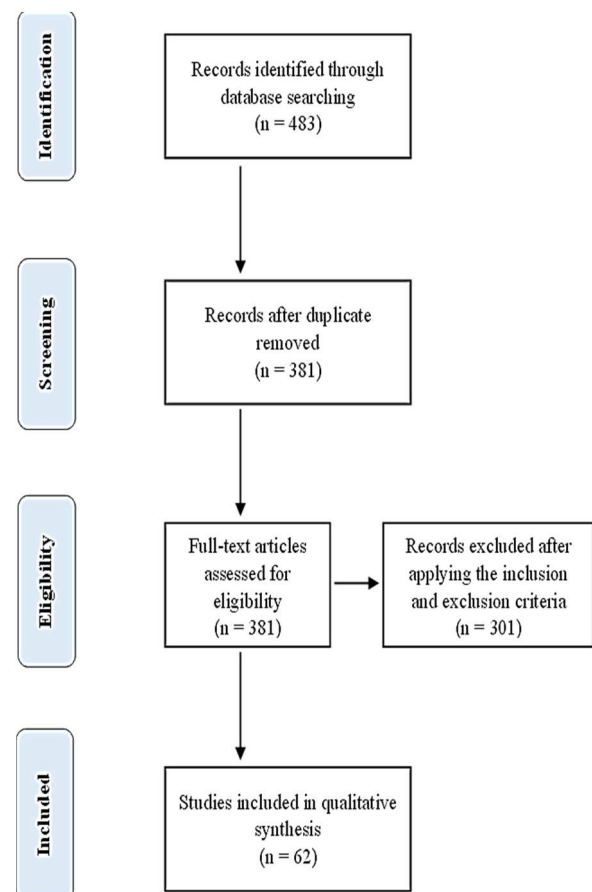 Identification
Records identified through
database searching
(n = 483)
Screening
Records after duplicate
removed
(n = 381)
Eligibility
Full-text articles
assessed for
eligibility
(n = 381)
Records excluded after
applying the inclusion
and exclusion criteria
(n = 301)
Included
Studies included in qualitative
synthesis
(n = 62)